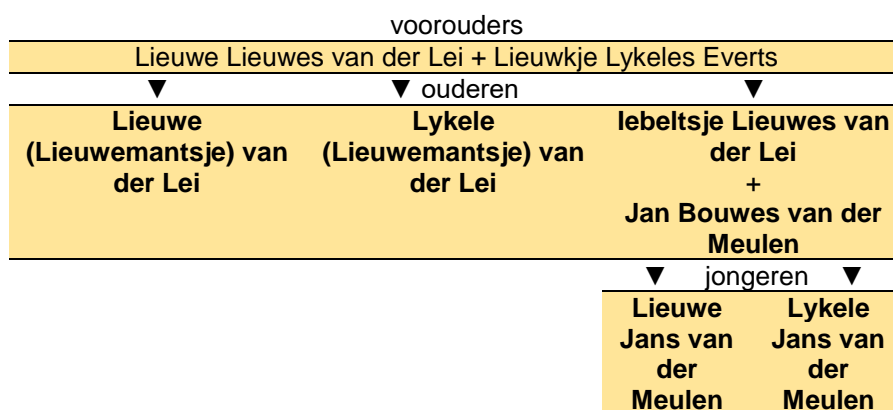 voorouders
Lieuwe Lieuwes van der Lei + Lieuwkje Lykeles Everts
▼ ▼ ouderen ▼
Lieuwe
(Lieuwemantsje) van
der Lei
Lykele
(Lieuwemantsje) van
der Lei
Iebeltsje Lieuwes van
der Lei
+
Jan Bouwes van der
Meulen
▼ jongeren ▼
Lieuwe
Jans van
der
Meulen
Lykele
Jans van
der
Meulen